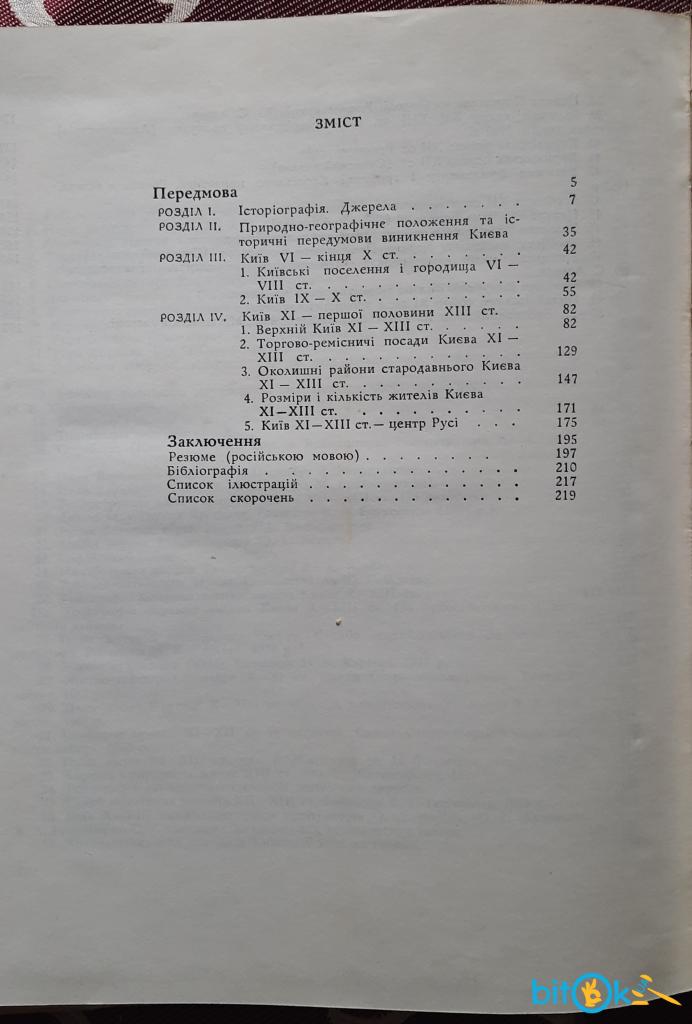 ЗМІСТ
Передмова 5
РОЗДІЛ I. Історіографія. Джерела . . . . . . . 7
РОЗДІЛ II. Природно-географічне положення та іс-
торичні передумови виникнення Києва 35
РОЗДІЛ III. Київ VI — кінця X ст. . . . . . . . 42
1. Київські поселення і городища VI —
VIII ст. . . . . . . . . . . 42
2. Київ IX — X ст. . . . . . . . . . 55
РОЗДІЛ IV. Київ XI — першої половини XIII ст. 82
1. Верхній Київ XI — XIII ст. . . . . . 82
2. Торгово-ремісничі посади Києва XI —
XIII ст. . . . . . . . . . . 129
3. Околишні райони стародавнього Києва
XI — XIII ст. . . . . . . . . . 147
4. Розміри і кількість жителів Києва
XI—XIII ст. . . . . . . . . . 171
5. Київ XI—XIII ст.— центр Русі . . . 175
Заключення 195
Резюме (російською мовою) . . . . . . . . 197
Бібліографія . . . . . . . . . . . . . 210
Список ілюстрацій . . . . . . . . . . . 217
Список скорочень . . . . . . . . . . . 219
bitOk